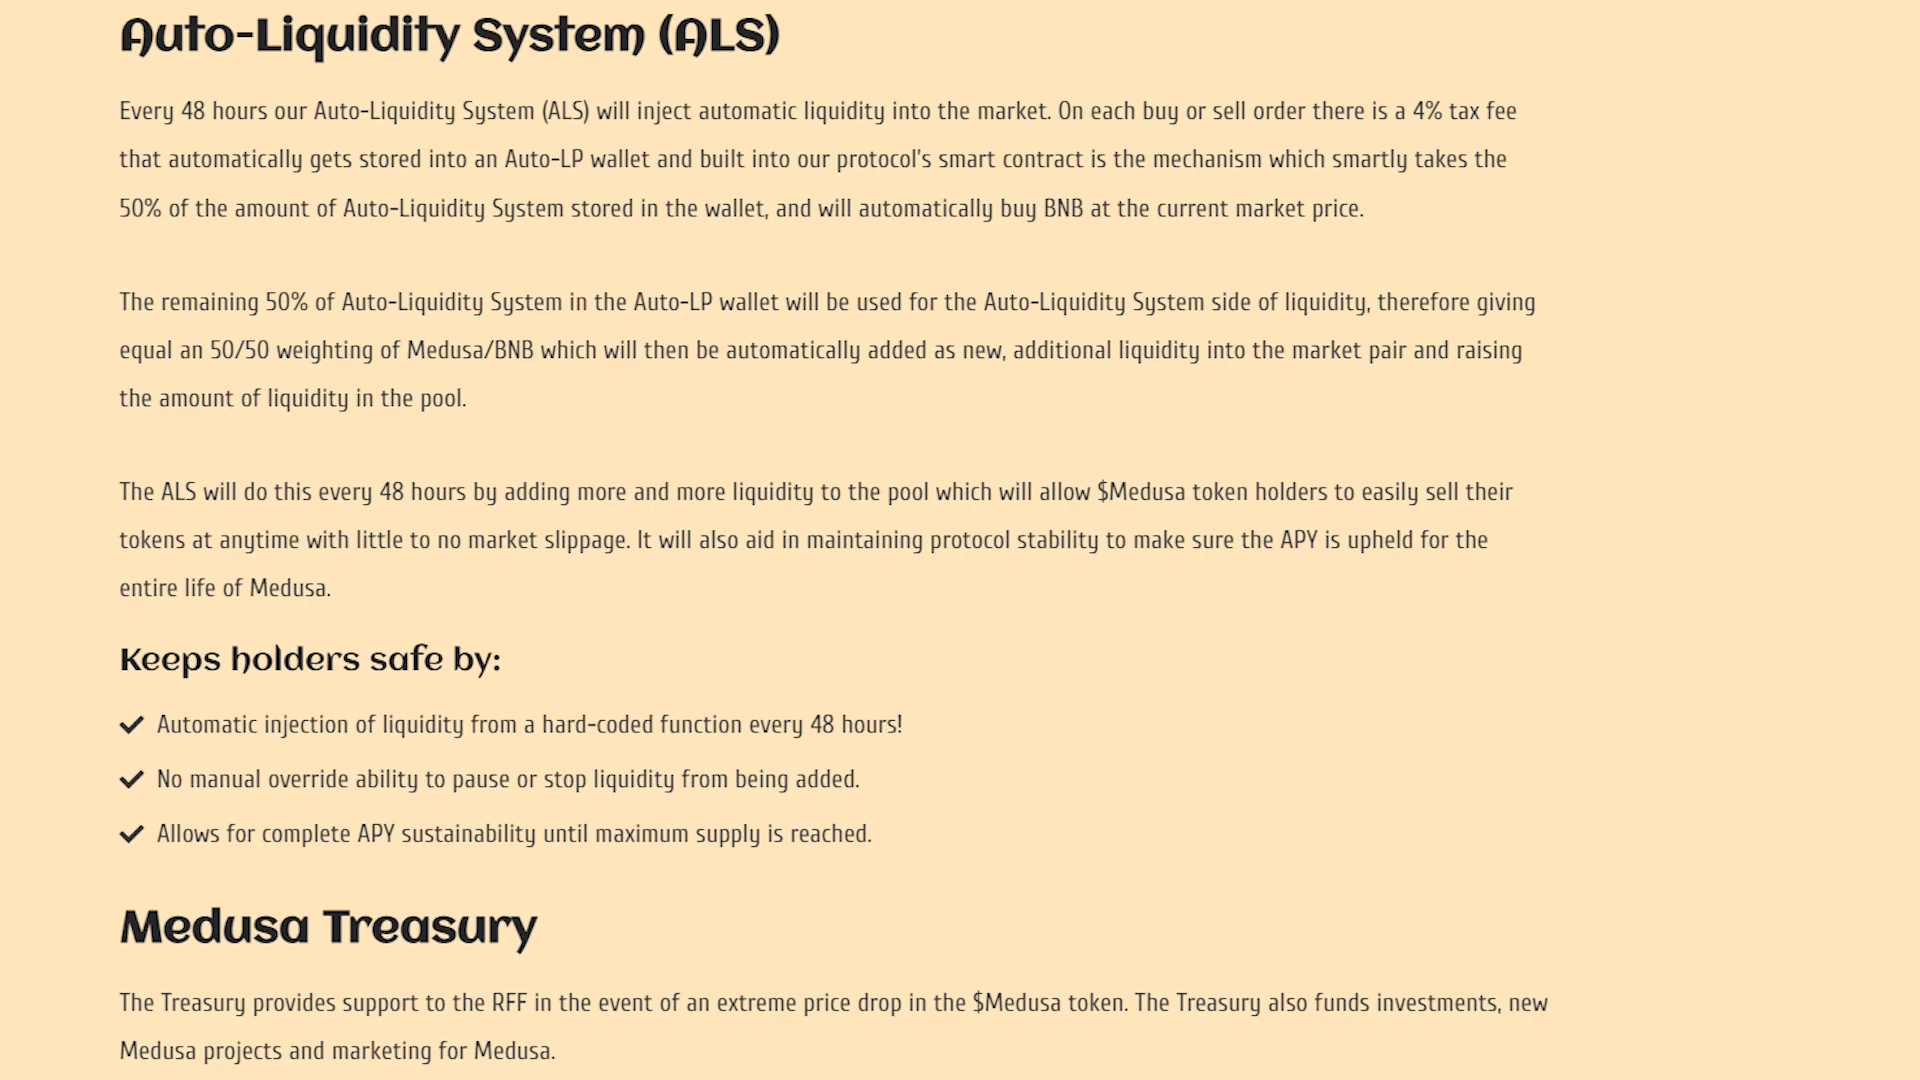 Auto-Liquidity System (ALS)
Every 48 hours our Auto-Liquidity System (ALS) will inject automatic liquidity into the market. On each buy or sell order there is a 4% tax fee
that automatically gets stored into an Auto-LP wallet and built into our protocol's smart contract is the mechanism which smartly takes the
50% of the amount of Auto-Liquidity System stored in the wallet, and will automatically buy BNB at the current market price.
The remaining 50% of Auto-Liquidity System in the Auto-LP wallet will be used for the Auto-Liquidity System side of liquidity, therefore giving
equal an 50/50 weighting of Medusa/BNB which will then be automatically added as new, additional liquidity into the market pair and raising
the amount of liquidity in the pool.
The ALS will do this every 48 hours by adding more and more liquidity to the pool which will allow $Medusa token holders to easily sell their
tokens at anytime with little to no market slippage. It will also aid in maintaining protocol stability to make sure the APY is upheld for the
entire life of Medusa.
Keeps holders safe by:
Automatic injection of liquidity from a hard-coded function every 48 hours!
No manual override ability to pause or stop liquidity from being added.
Allows for complete APY sustainability until maximum supply is reached.
Medusa Treasury
The Treasury provides support to the RFF in the event of an extreme price drop in the $Medusa token. The Treasury also funds investments, new
Medusa projects and marketing for Medusa.